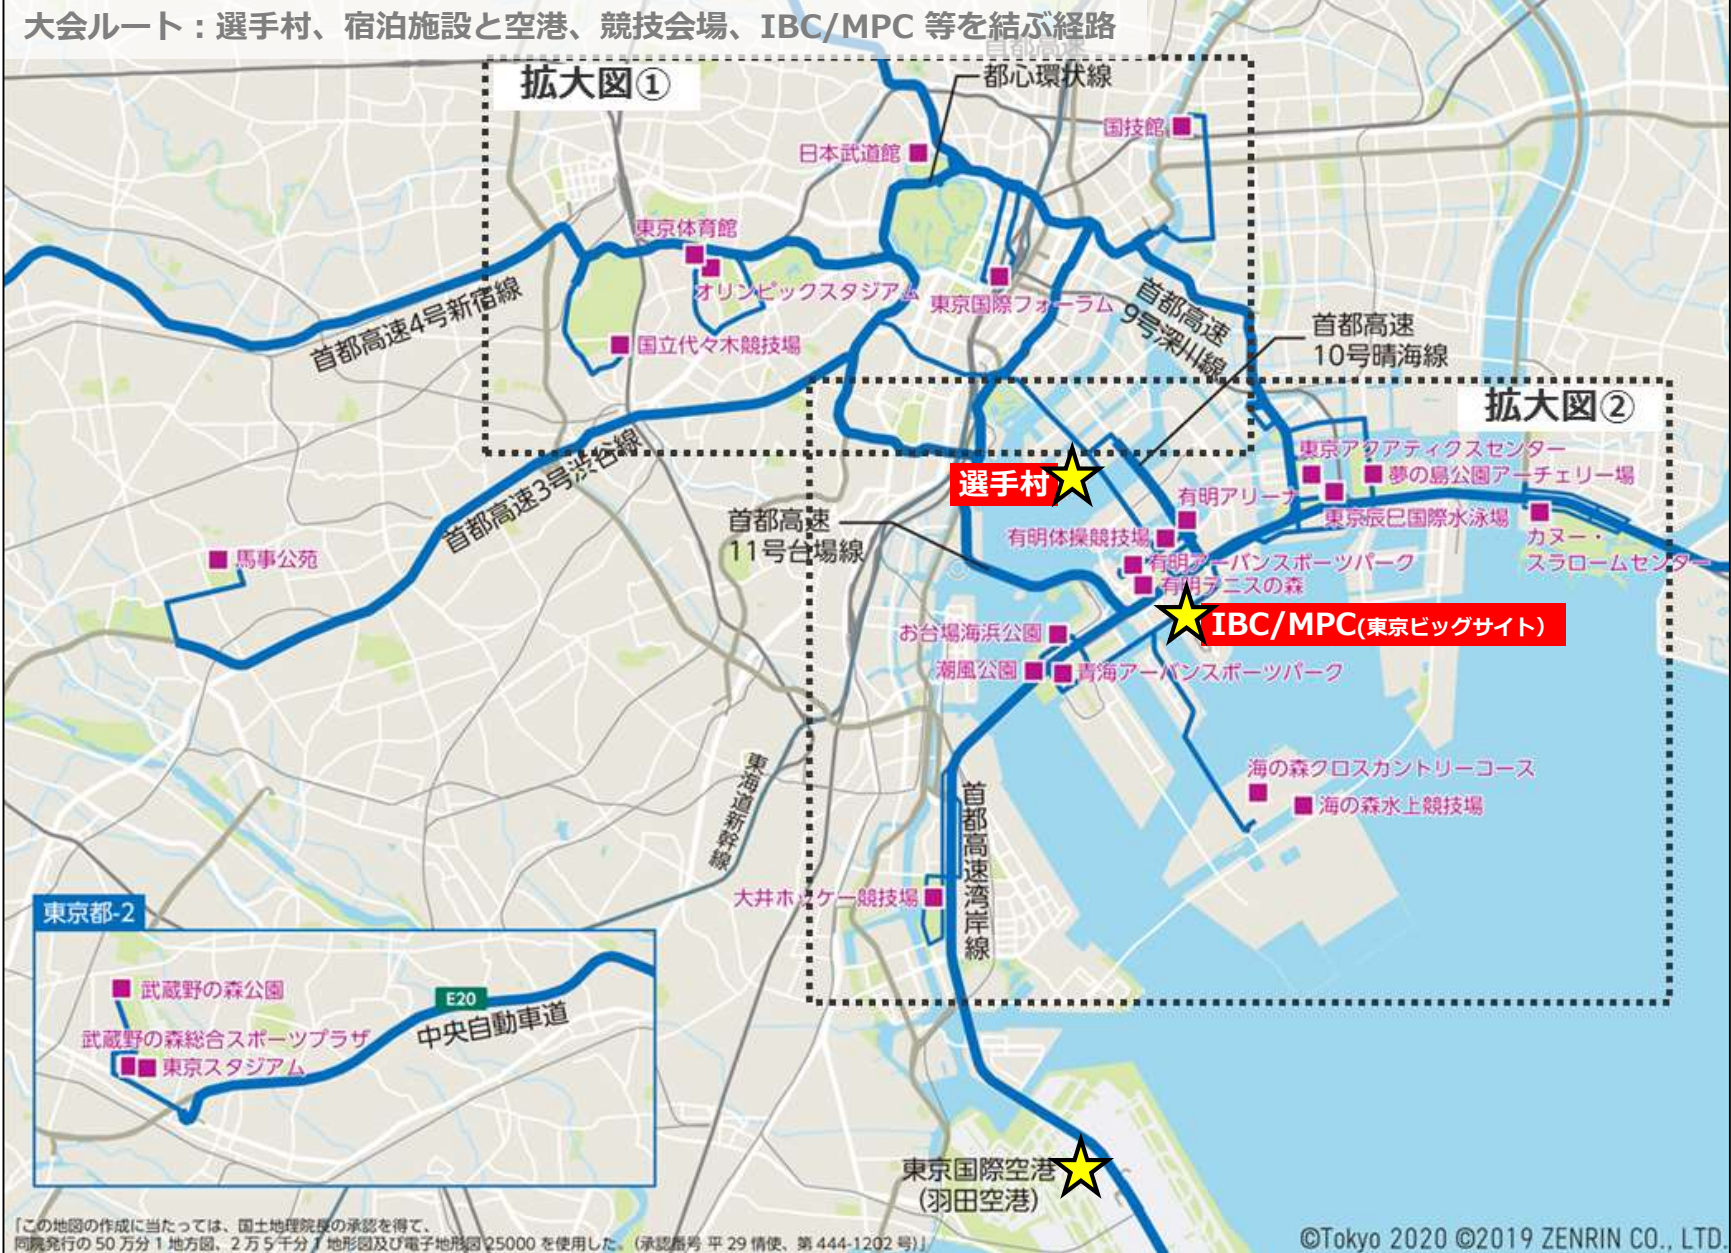 大会ルート：選手村、宿泊施設と空港、競技会場、IBC/MPC 等を結ぶ経路
首都高速
都心環状線
拡大図①
国技館
日本武道館
東京体育館
オリンピックスタジアム
東京国際フォーラム
首都高速
9号深川線
首都高速4号新宿線
国立代々木競技場
首都高速
10号晴海線
拡大図②
首都高速3号渋谷線
選手村
東京アクアティクスセンター
夢の島公園アーチェリー場
有明アリーナ
東京辰巳国際水泳場
カヌー・
スラロームセンター
首都高速
11号台場線
有明体操競技場
有明アーバンスポーツパーク
有明テニスの森
馬事公苑
IBC/MPC(東京ビッグサイト）
お台場海浜公園
潮風公園
青海アーバンスポーツパーク
東海道新幹線
首都高速湾岸線
海の森クロスカントリーコース
海の森水上競技場
大井ホッケー競技場
東京都-2
武蔵野の森公園
E20
中央自動車道
武蔵野の森総合スポーツプラザ
東京スタジアム
東京国際空港
(羽田空港)
「この地図の作成に当たっては、国土地理院長の承認を得て、
同院発行の 50 万分 1 地方図、2 万 5 千分 1 地形図及び電子地形図 25000 を使用した。（承認番号 平 29 情使、第 444-1202 号）」
©Tokyo 2020 ©2019 ZENRIN CO., LTD.